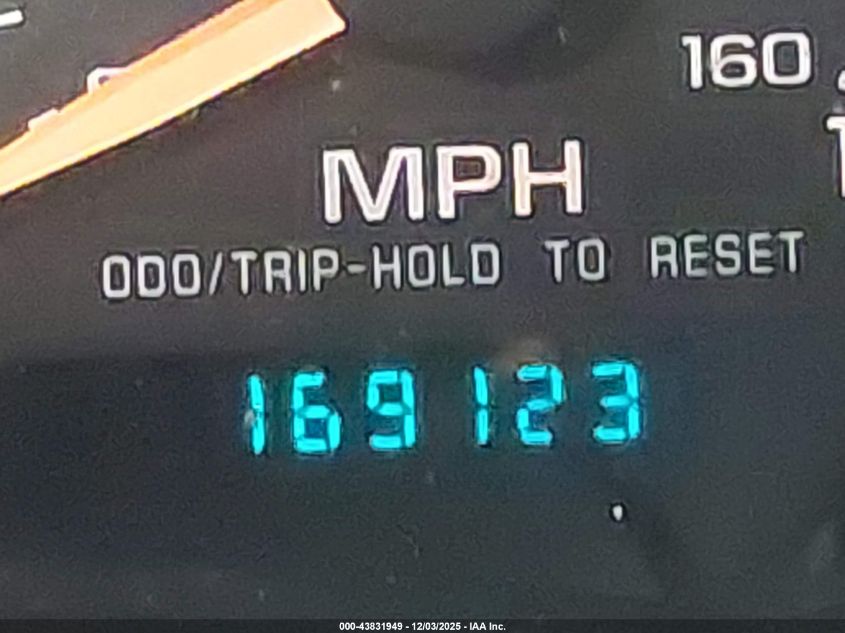 160
MPH
ODO/TRIP-HOLD TO RESET
169123
000-43831949 - 12/03/2025 - IAA Inc.